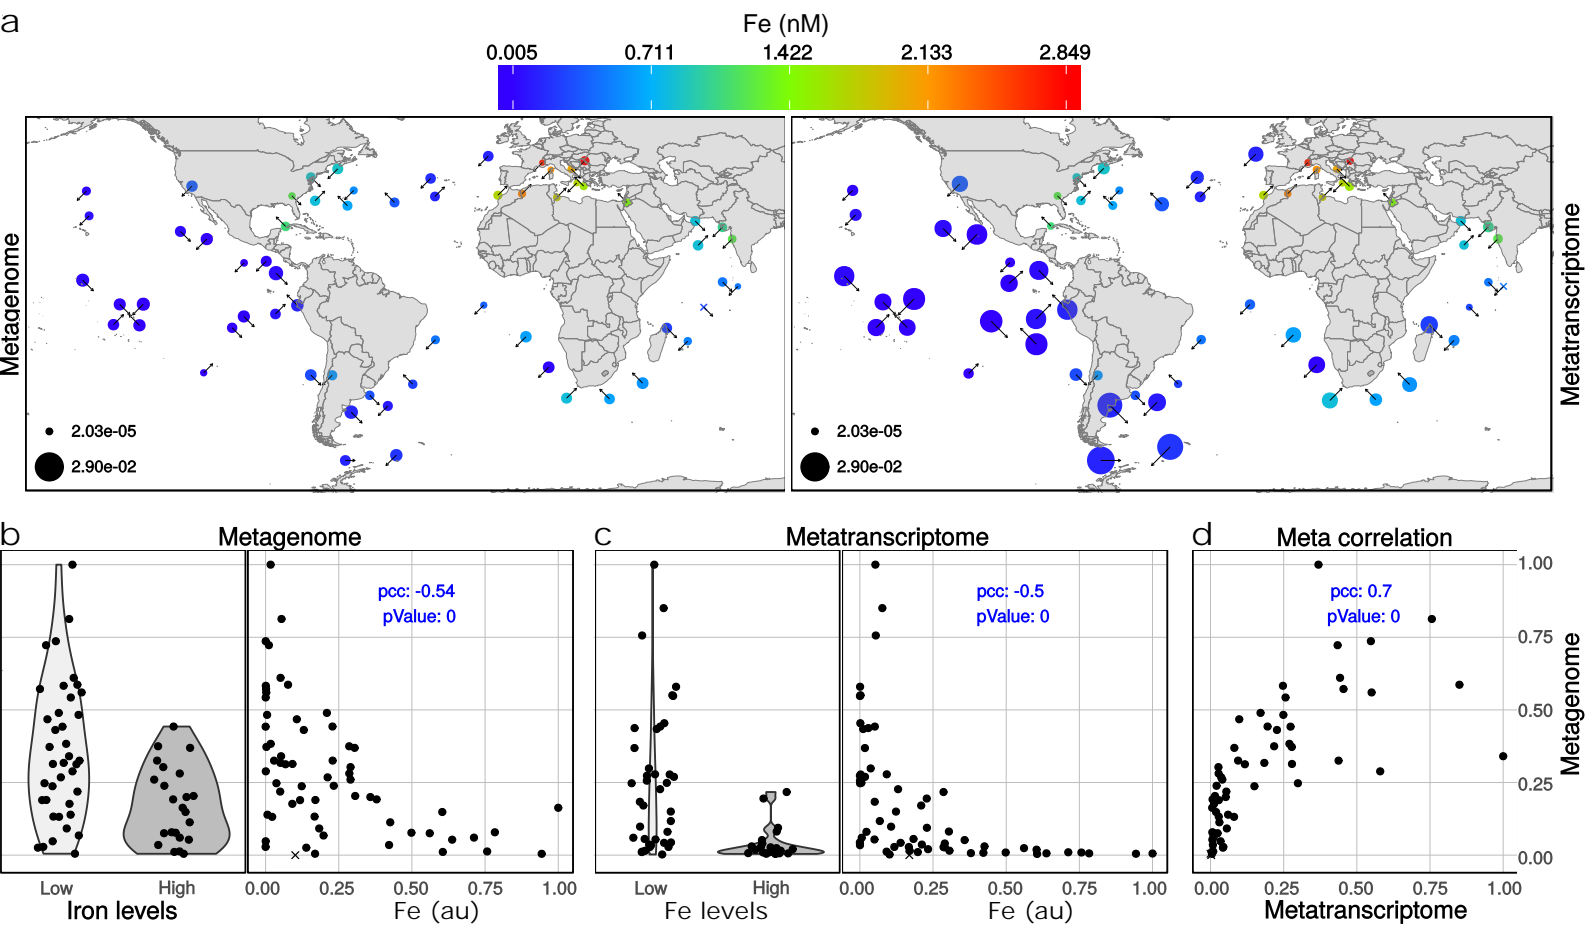 a
Fe (nM)
0.005 0.711 1.422 2.133 2.849
Metagenome
2.03e-05
2.90e-02
2.03e-05
2.90e-02
Metatranscriptome
b Metagenome
pcc: -0.54
pValue: 0
Low High
Iron levels
0.00 0.25 0.50 0.75 1.00
Fe (au)
c Metatranscriptome
pcc: -0.5
pValue: 0
Low High
Fe levels
0.00 0.25 0.50 0.75 1.00
Fe (au)
d Meta correlation
pcc: 0.7
pValue: 0
1.00
0.75
0.50
0.25
0.00
Metagenome
0.00 0.25 0.50 0.75 1.00
Metatranscriptome